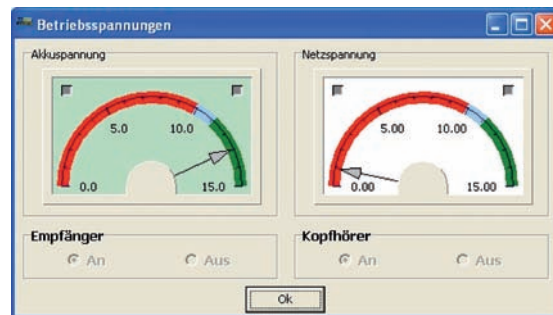 Betriebsspannungen
Akkuspannung
Netzspannung
5.0 10.0
0.0 15.0
5.00 10.00
0.00 15.00
Empfänger
An Aus
Kopfhörer
An Aus
Ok